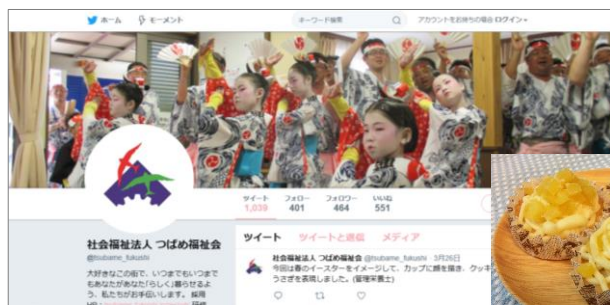 ホーム
モーメント
キーワード検索
アカウントをお持ちの場合 ログイン
ツイート フォロー フォロワー いいね
1,039 401 464 551
社会福祉法人 つばめ福祉会
@tsubame_fukushi
大好きなこの街で、いつまでもいつまで
もあなたがあなた「らしく」暮らせるよ
う、私たちがお手伝いします。 採用
ツイート ツイートと返信 メディア
社会福祉法人 つばめ福祉会 @tsubame_fukushi · 3月26日
今回は春のイースターをイメージして、カップに顔を描き、クッキ
うさぎを表現しました。(管理栄養士)